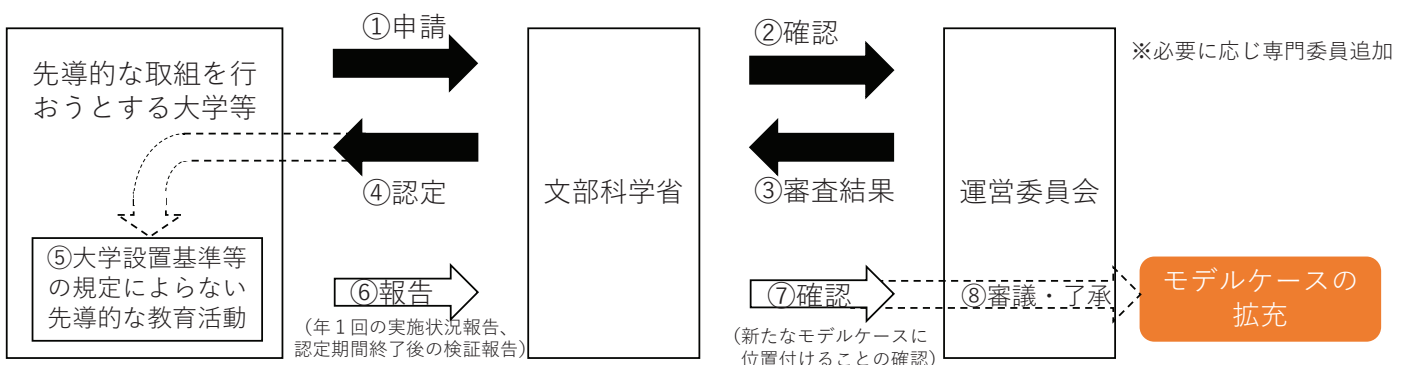 ①申請
②確認
※必要に応じ専門委員追加
先導的な取組を行
おうとする大学等
④認定
文部科学省
③審査結果
運営委員会
⑤大学設置基準等
の規定によらない
先導的な教育活動
⑥報告
(年１回の実施状況報告、
認定期間終了後の検証報告)
⑦確認
(新たなモデルケースに
位置付けることの確認)
⑧審議・了承
モデルケースの
拡充